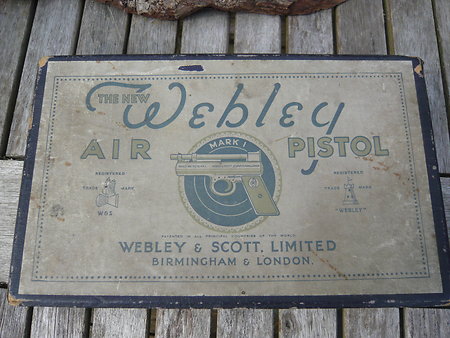 THE NEW Webley
AIR PISTOL
MARK I
REGISTERED
TRADE MARK
W&S
REGISTERED
TRADE MARK
"WEBLEY"
PATENTED IN ALL PRINCIPAL COUNTRIES OF THE WORLD.
WEBLEY & SCOTT. LIMITED
BIRMINGHAM & LONDON.